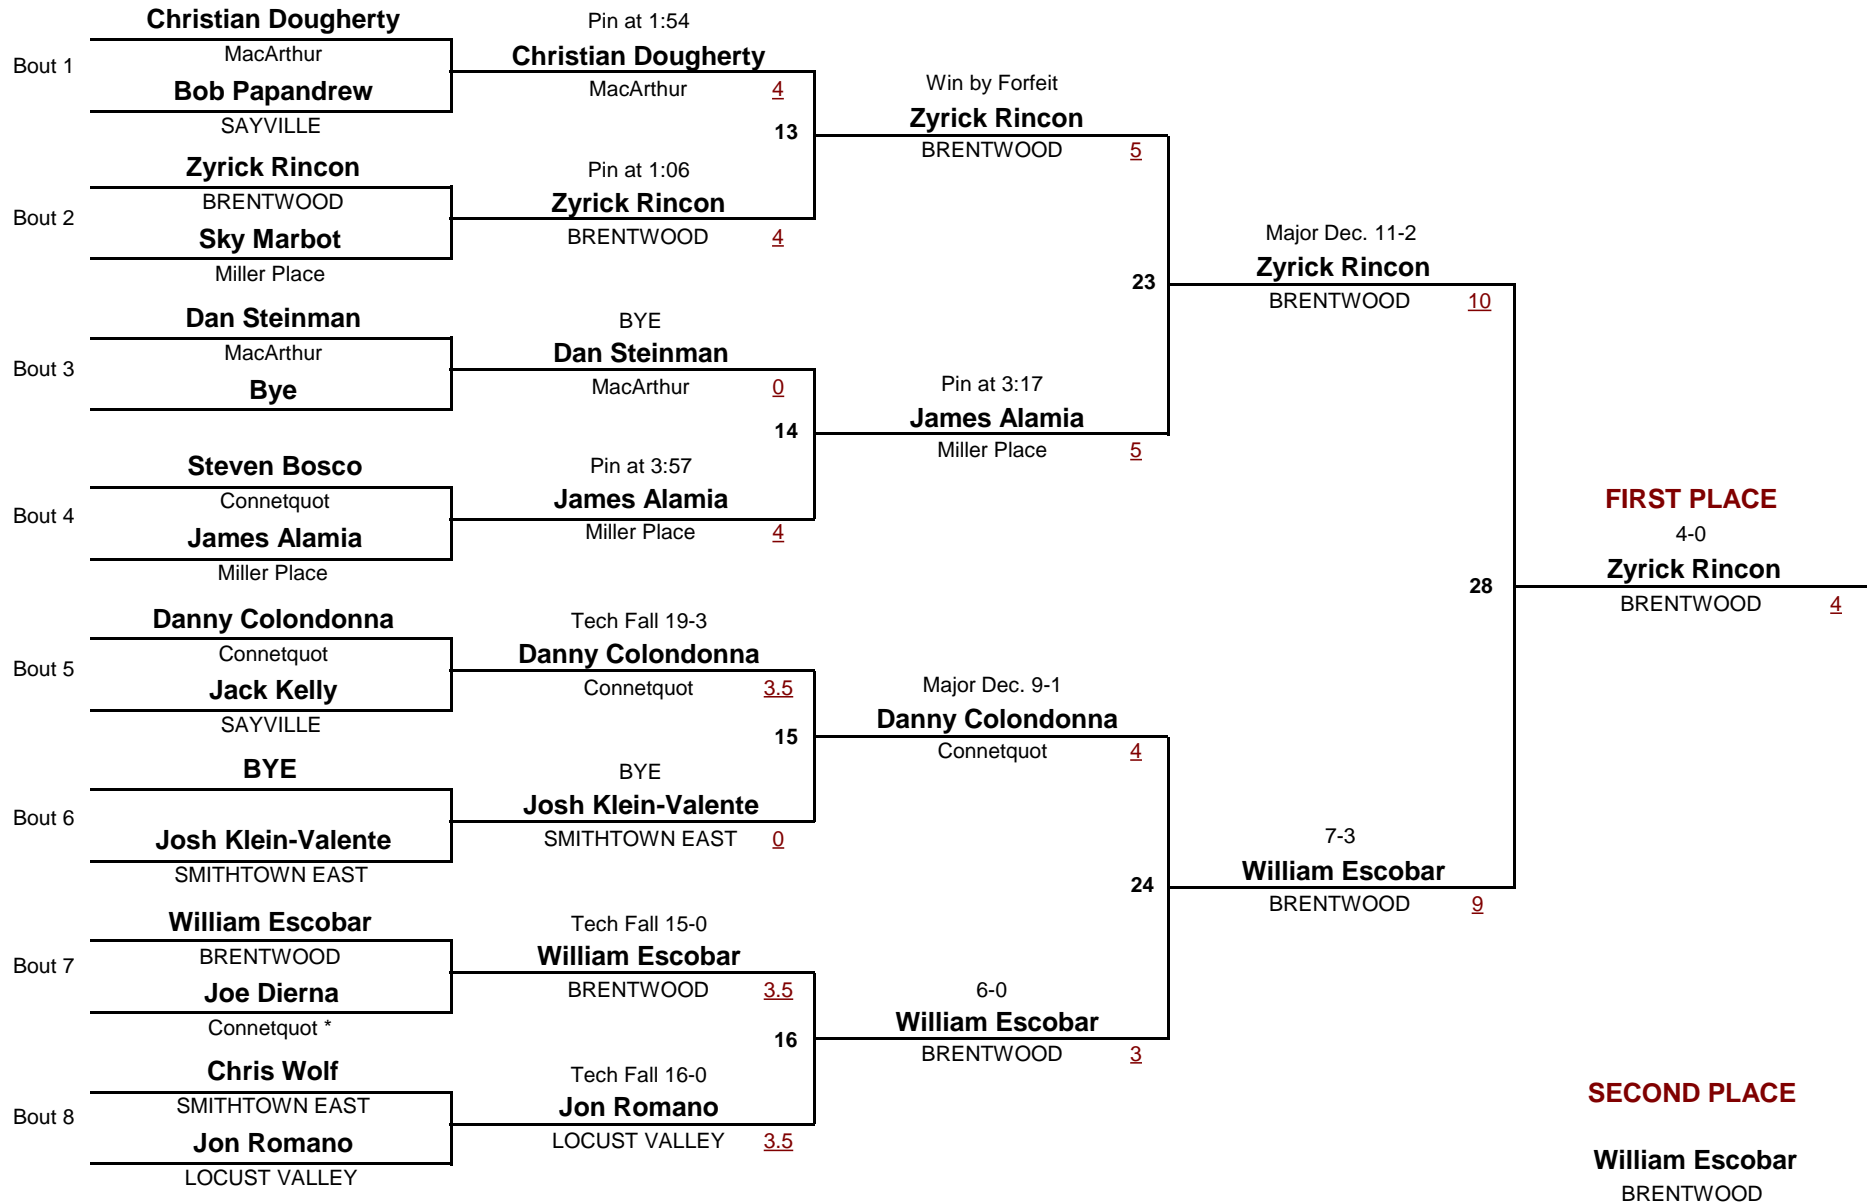 Christian Dougherty
Bout 1
MacArthur
Bob Papandrew
SAYVILLE
Zyrick Rincon
Bout 2
BRENTWOOD
Sky Marbot
Miller Place
Dan Steinman
Bout 3
MacArthur
Bye
Steven Bosco
Bout 4
Connetquot
James Alamia
Miller Place
Danny Colondonna
Bout 5
Connetquot
Jack Kelly
SAYVILLE
BYE
Bout 6
Josh Klein-Valente
SMITHTOWN EAST
William Escobar
Bout 7
BRENTWOOD
Joe Dierna
Connetquot *
Chris Wolf
Bout 8
SMITHTOWN EAST
Jon Romano
LOCUST VALLEY
Pin at 1:54
Christian Dougherty
MacArthur 4
13
Pin at 1:06
Zyrick Rincon
BRENTWOOD 4
BYE
Dan Steinman
MacArthur 0
14
Pin at 3:57
James Alamia
Miller Place 4
Tech Fall 19-3
Danny Colondonna
Connetquot 3.5
15
BYE
Josh Klein-Valente
SMITHTOWN EAST 0
Tech Fall 15-0
William Escobar
BRENTWOOD 3.5
16
Tech Fall 16-0
Jon Romano
LOCUST VALLEY 3.5
Win by Forfeit
Zyrick Rincon
BRENTWOOD 5
23
Pin at 3:17
James Alamia
Miller Place 5
Major Dec. 9-1
Danny Colondonna
Connetquot 4
24
6-0
William Escobar
BRENTWOOD 3
Major Dec. 11-2
Zyrick Rincon
BRENTWOOD 10
28
7-3
William Escobar
BRENTWOOD 9
FIRST PLACE
4-0
Zyrick Rincon
BRENTWOOD 4
SECOND PLACE
William Escobar
BRENTWOOD